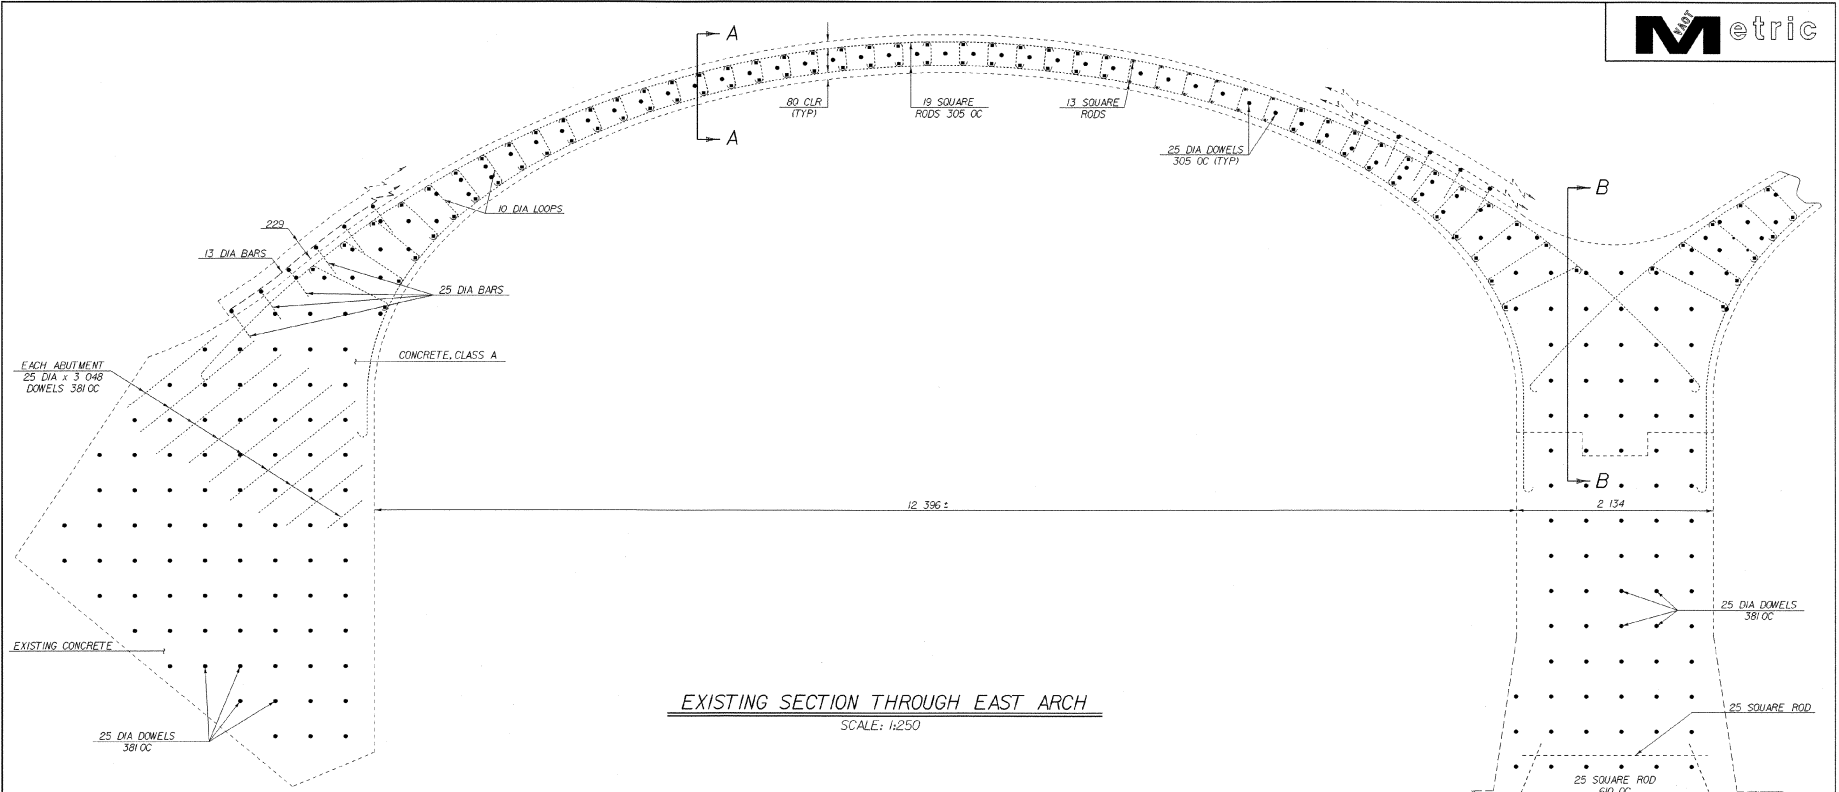 VAOT
Metric
A
A
80 CLR
(TYP)
19 SQUARE
RODS 305 OC
13 SQUARE
RODS
25 DIA DOWELS
305 OC (TYP)
B
10 DIA LOOPS
229
13 DIA BARS
25 DIA BARS
CONCRETE, CLASS A
EACH ABUTMENT
25 DIA x 3 048
DOWELS 381 OC
B
12 396±
2 134
25 DIA DOWELS
381 OC
EXISTING CONCRETE
EXISTING SECTION THROUGH EAST ARCH
SCALE: 1:250
25 SQUARE ROD
25 DIA DOWELS
381 OC
25 SQUARE ROD
610 OC